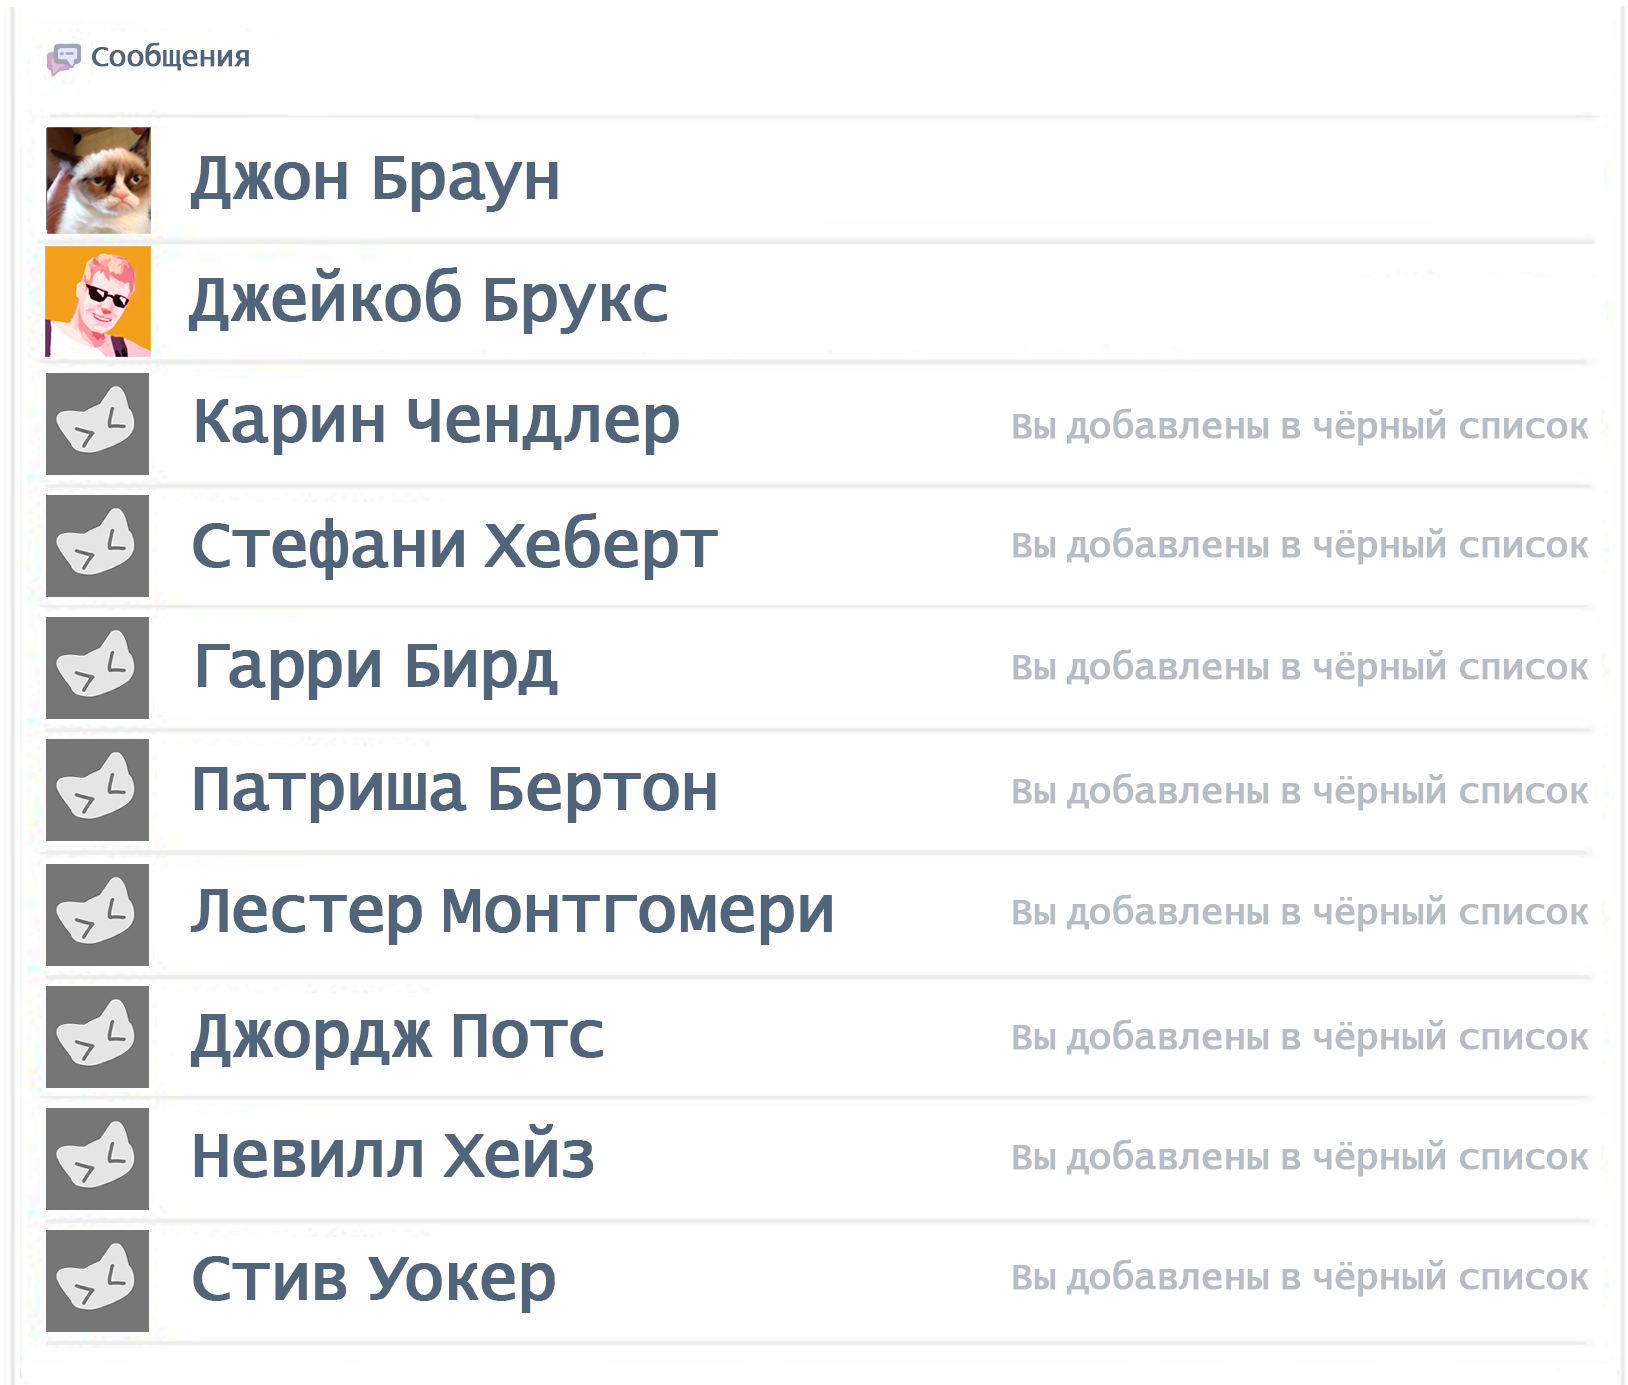 Сообщения
Джон Браун
Джейкоб Брукс
Карин Чендлер Вы добавлены в чёрный список
Стефани Хеберт Вы добавлены в чёрный список
Гарри Бирд Вы добавлены в чёрный список
Патриша Бертон Вы добавлены в чёрный список
Лестер Монтгомери Вы добавлены в чёрный список
Джордж Потс Вы добавлены в чёрный список
Невилл Хейз Вы добавлены в чёрный список
Стив Уокер Вы добавлены в чёрный список